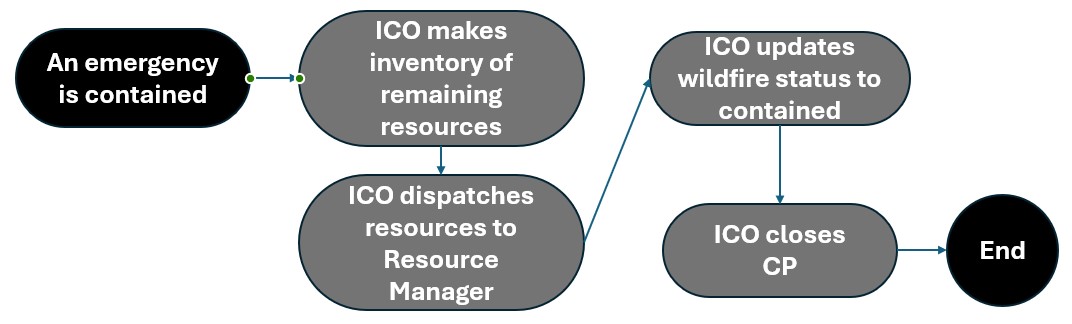 An emergency
is contained
ICO makes
inventory of
remaining
resources
ICO dispatches
resources to
Resource
Manager
ICO updates
wildfire status to
contained
ICO closes
CP
End